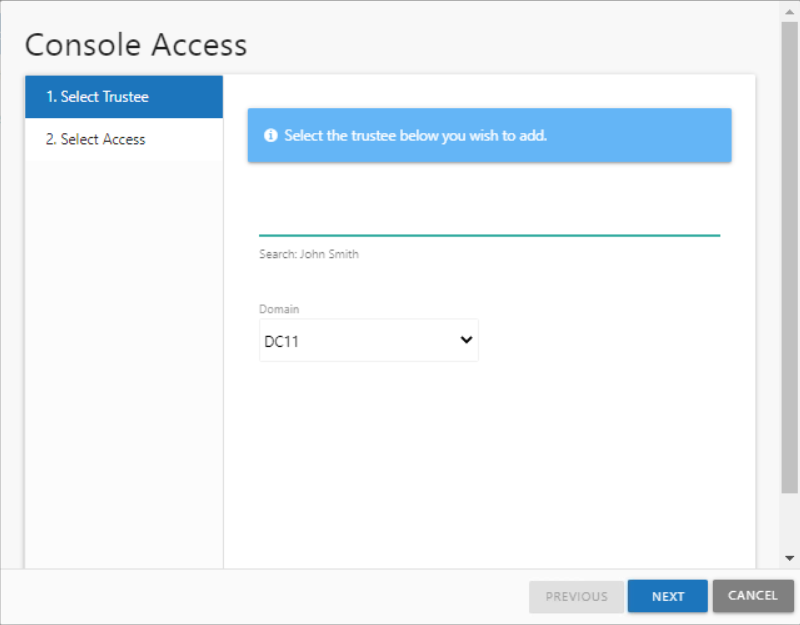 Console Access
1. Select Trustee
2. Select Access
Select the trustee below you wish to add.
Search: John Smith
Domain
DC11
PREVIOUS
NEXT
CANCEL